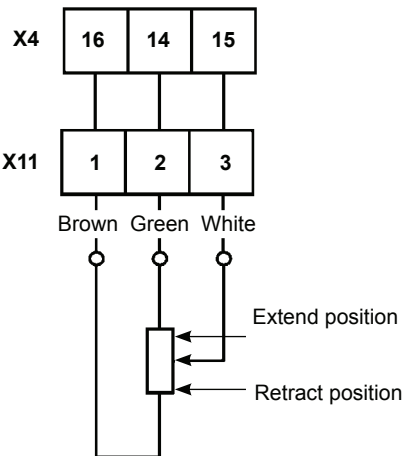 X4 16 14 15
X11 1 2 3
Brown Green White
Extend position
Retract position